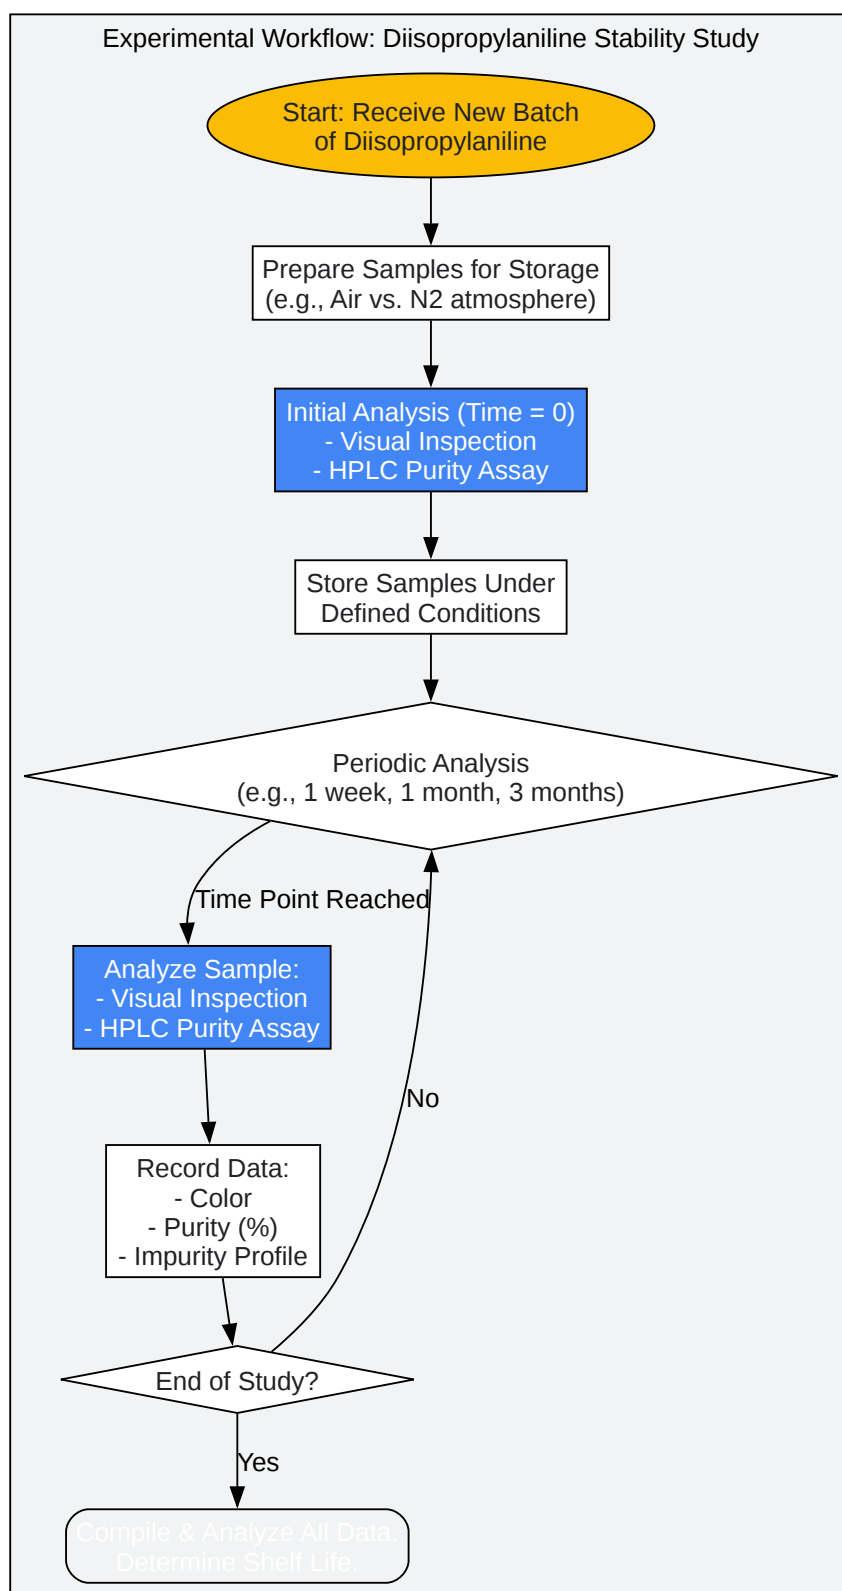 Experimental Workflow: Diisopropylaniline Stability Study
Start: Receive New Batch
of Diisopropylaniline
Prepare Samples for Storage
(e.g., Air vs. N2 atmosphere)
Initial Analysis (Time = 0)
- Visual Inspection
- HPLC Purity Assay
Store Samples Under
Defined Conditions
Periodic Analysis
(e.g., 1 week, 1 month, 3 months)
Time Point Reached
Analyze Sample:
- Visual Inspection
- HPLC Purity Assay
No
Record Data:
- Color
- Purity (%)
- Impurity Profile
End of Study?
Yes
Compile & Analyze All Data.
Determine Shelf Life.